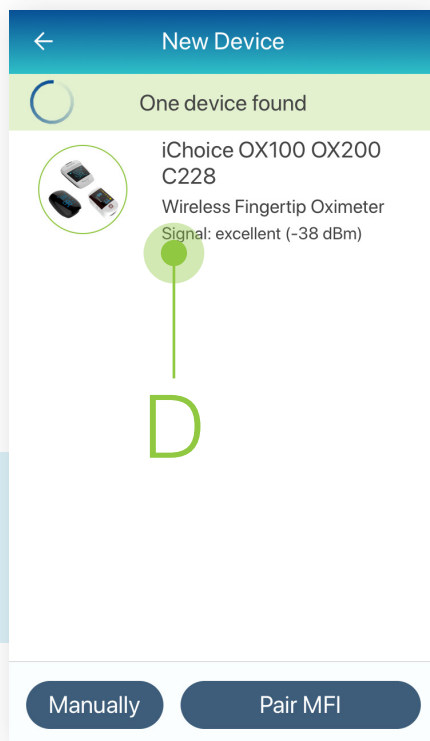 New Device
One device found
iChoice OX100 OX200
C228
Wireless Fingertip Oximeter
Signal: excellent (-38 dBm)
D
Manually
Pair MFI